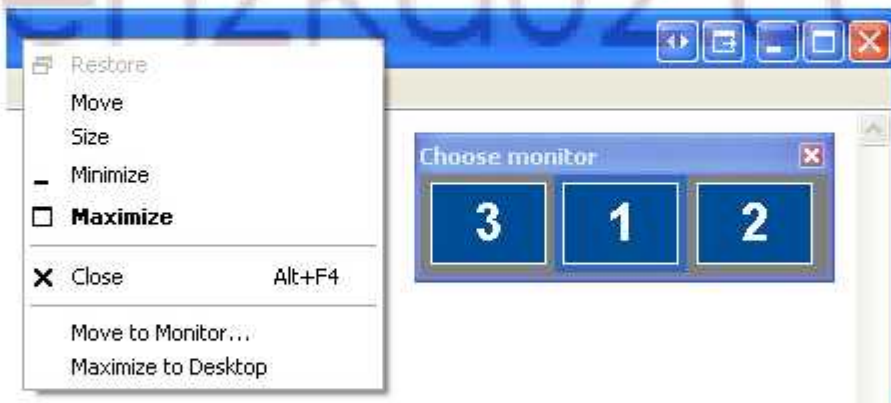 Restore
Move
Size
Minimize
Maximize
Close Alt+F4
Move to Monitor...
Maximize to Desktop
Choose monitor
3 1 2